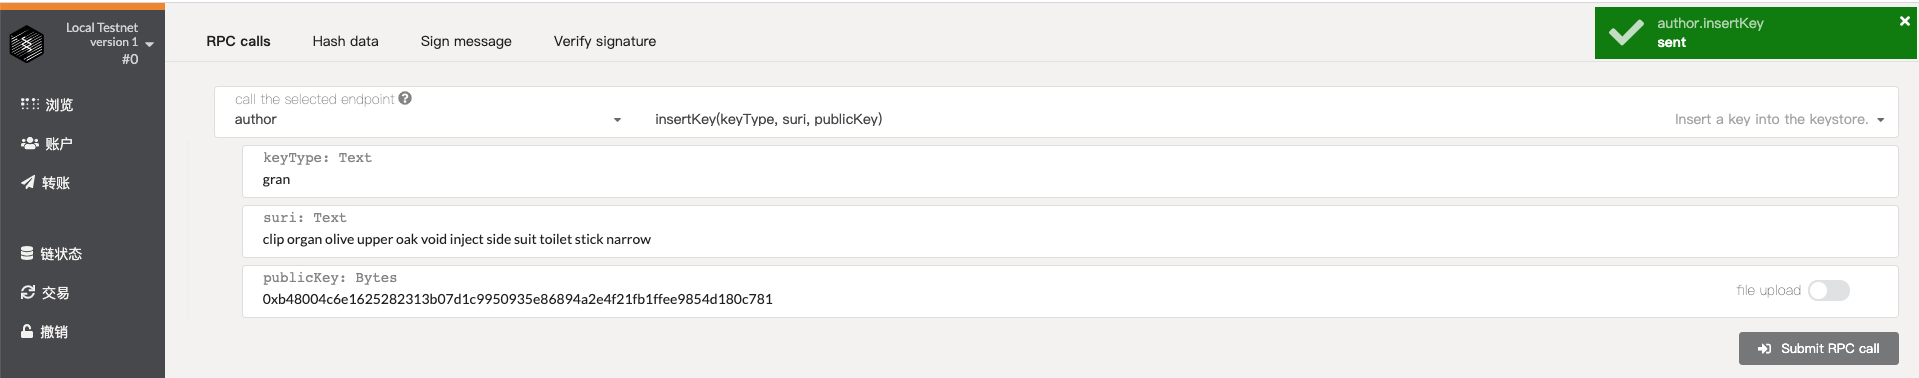 Local Testnet
version 1
#0
浏览
账户
转账
链状态
交易
撤销
RPC calls
Hash data
Sign message
Verify signature
author.insertKey
sent
call the selected endpoint
author
insertKey(keyType, suri, publicKey)
Insert a key into the keystore.
keyType: Text
gran
suri: Text
clip organ olive upper oak void inject side suit toilet stick narrow
publicKey: Bytes
0xb48004c6e1625282313b07d1c9950935e86894a2e4f21fb1ffee9854d180c781
file upload
Submit RPC call